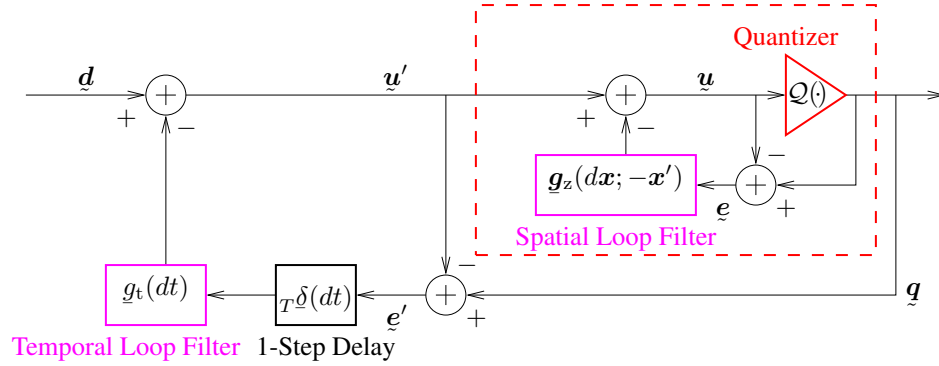 Quantizer
d u′ u Q(·)
+ − + − −
g_z(dx; −x′) e +
Spatial Loop Filter
−
g_t(dt) _Tδ(dt) e′ + q
Temporal Loop Filter 1-Step Delay